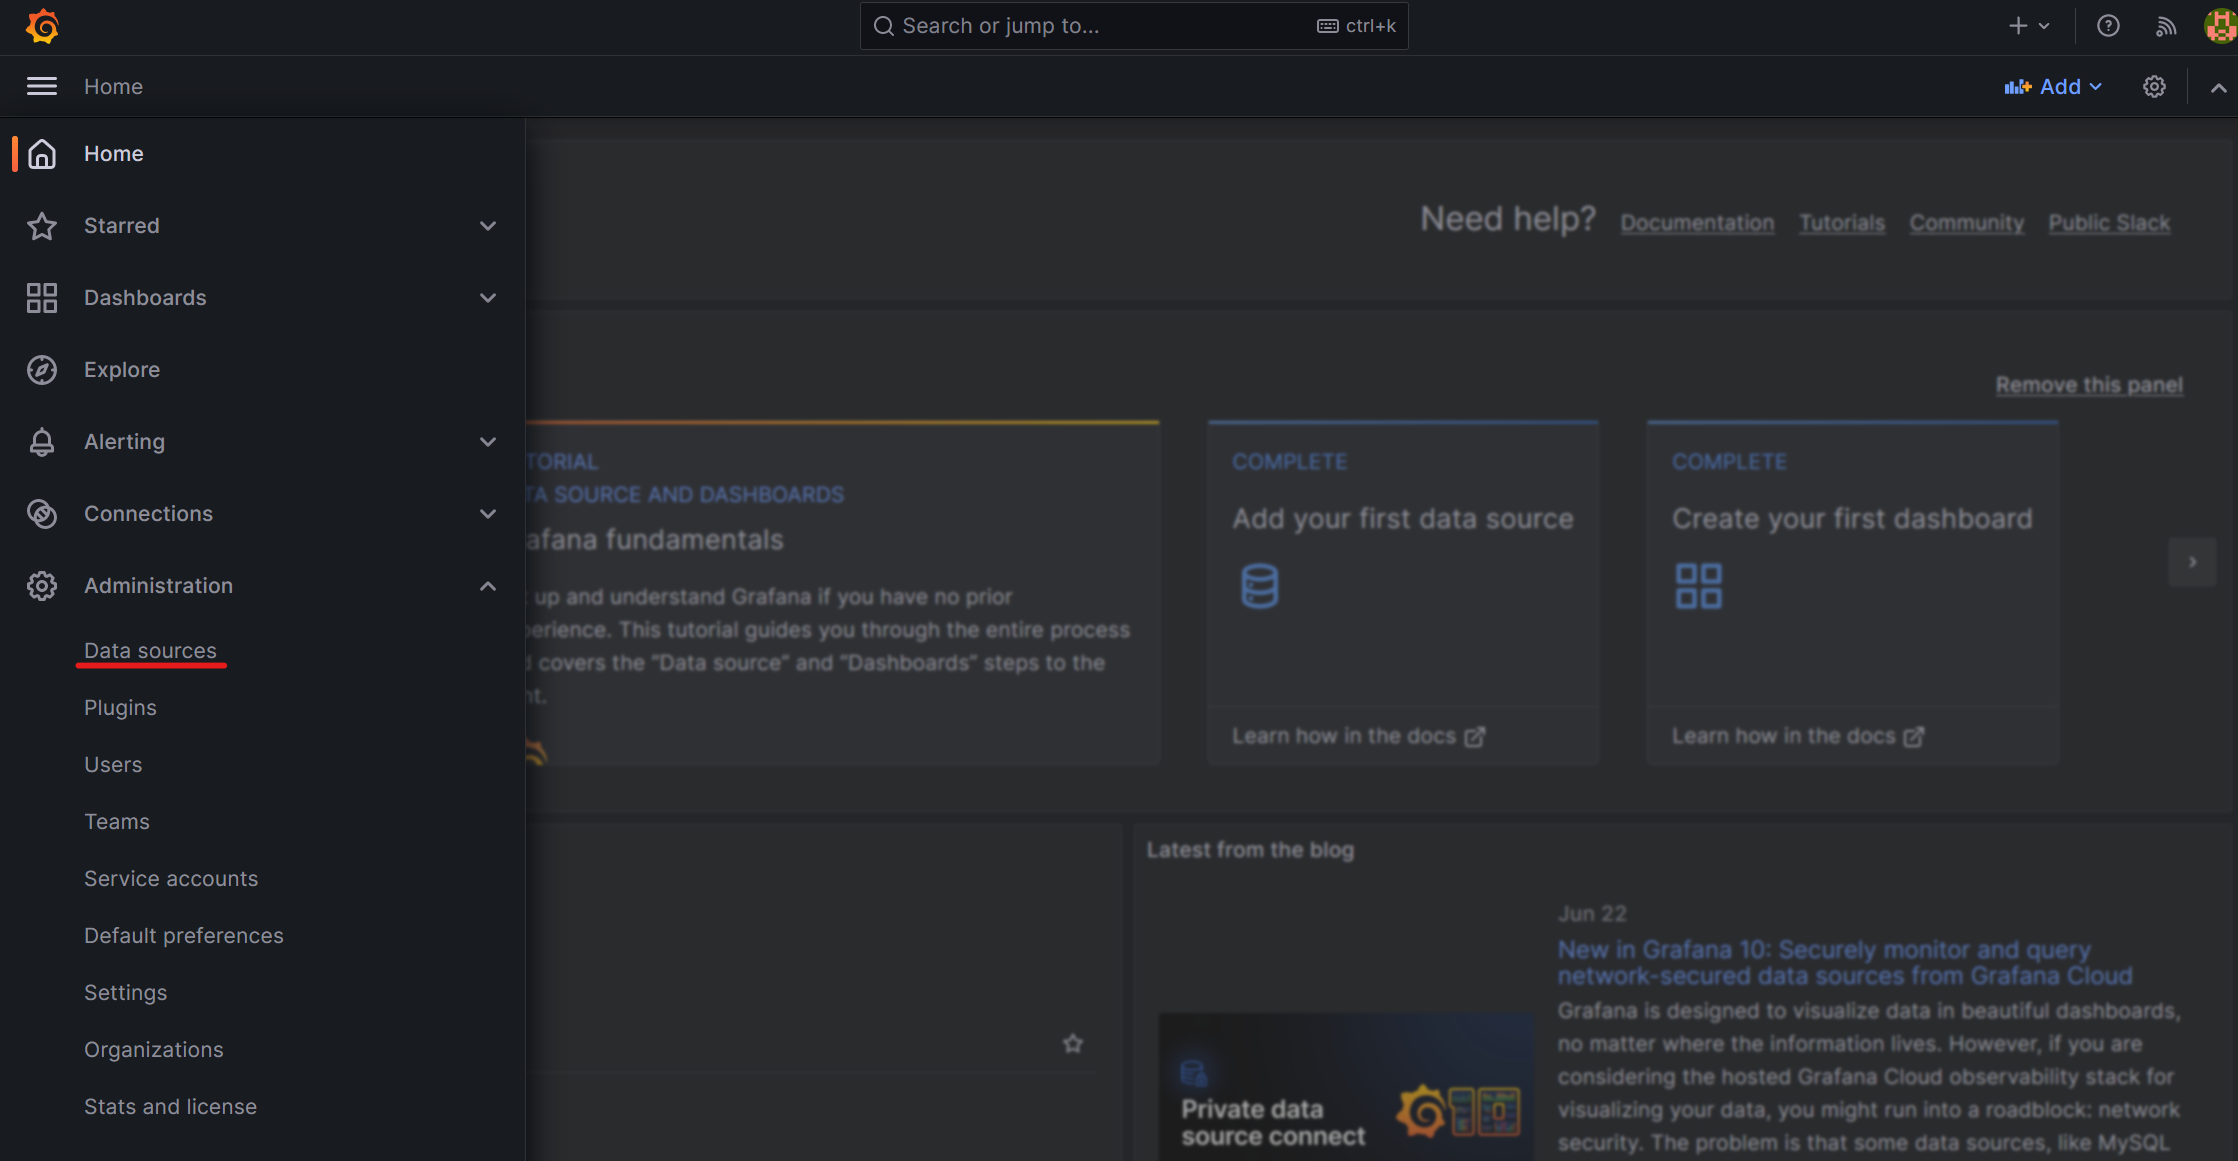 Search or jump to...
ctrl+k
Home
Add
Home
Starred
Dashboards
Explore
Alerting
Connections
Administration
Data sources
Plugins
Users
Teams
Service accounts
Default preferences
Settings
Organizations
Stats and license
Need help?
Documentation
Tutorials
Community
Public Slack
Remove this panel
TORIAL
TA SOURCE AND DASHBOARDS
afana fundamentals
up and understand Grafana if you have no prior
perience. This tutorial guides you through the entire process
d covers the "Data source" and "Dashboards" steps to the
nt.
COMPLETE
Add your first data source
Learn how in the docs
COMPLETE
Create your first dashboard
Learn how in the docs
Latest from the blog
Private data
source connect
Jun 22
New in Grafana 10: Securely monitor and query
network-secured data sources from Grafana Cloud
Grafana is designed to visualize data in beautiful dashboards,
no matter where the information lives. However, if you are
considering the hosted Grafana Cloud observability stack for
visualizing your data, you might run into a roadblock: network
security. The problem is that some data sources, like MySQL